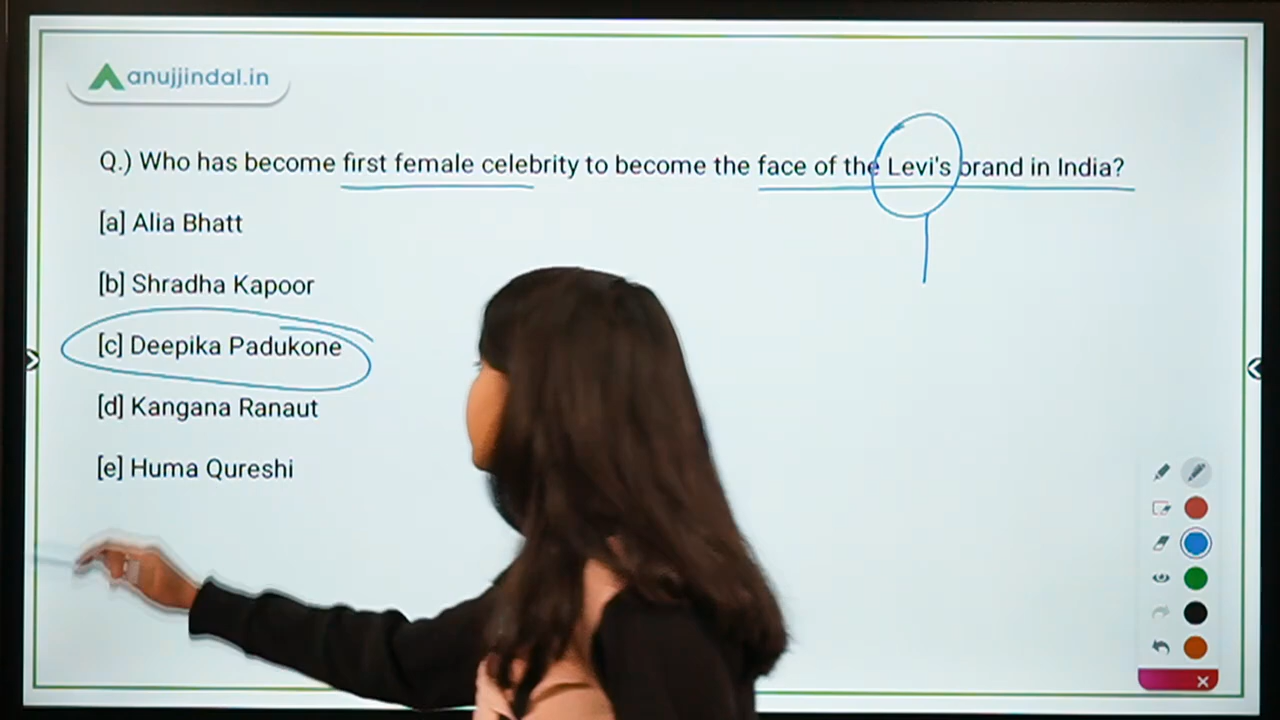 anujjindal.in
Q.) Who has become first female celebrity to become the face of the Levi's brand in India?
[a] Alia Bhatt
[b] Shradha Kapoor
[c] Deepika Padukone
[d] Kangana Ranaut
[e] Huma Qureshi